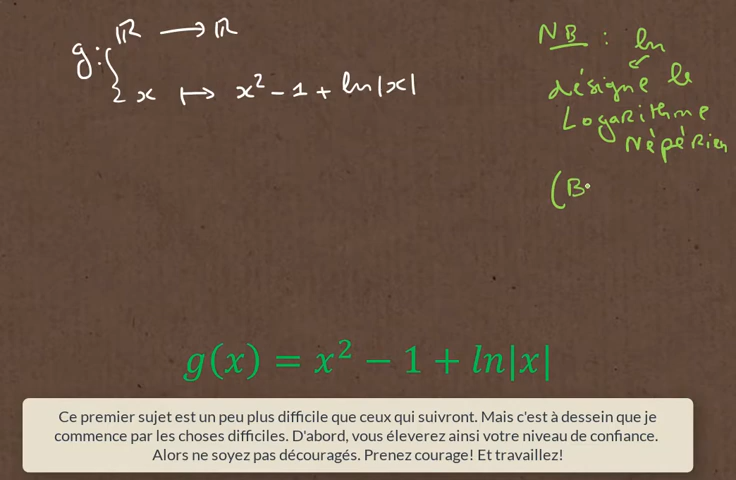 g: ℝ → ℝ
x ↦ x² - 1 + ln|x|
NB : ln
désigne le
Logarithme
Népérien
(B
g(x) = x² − 1 + ln|x|
Ce premier sujet est un peu plus difficile que ceux qui suivront. Mais c'est à dessein que je
commence par les choses difficiles. D'abord, vous éleverez ainsi votre niveau de confiance.
Alors ne soyez pas découragés. Prenez courage! Et travaillez!